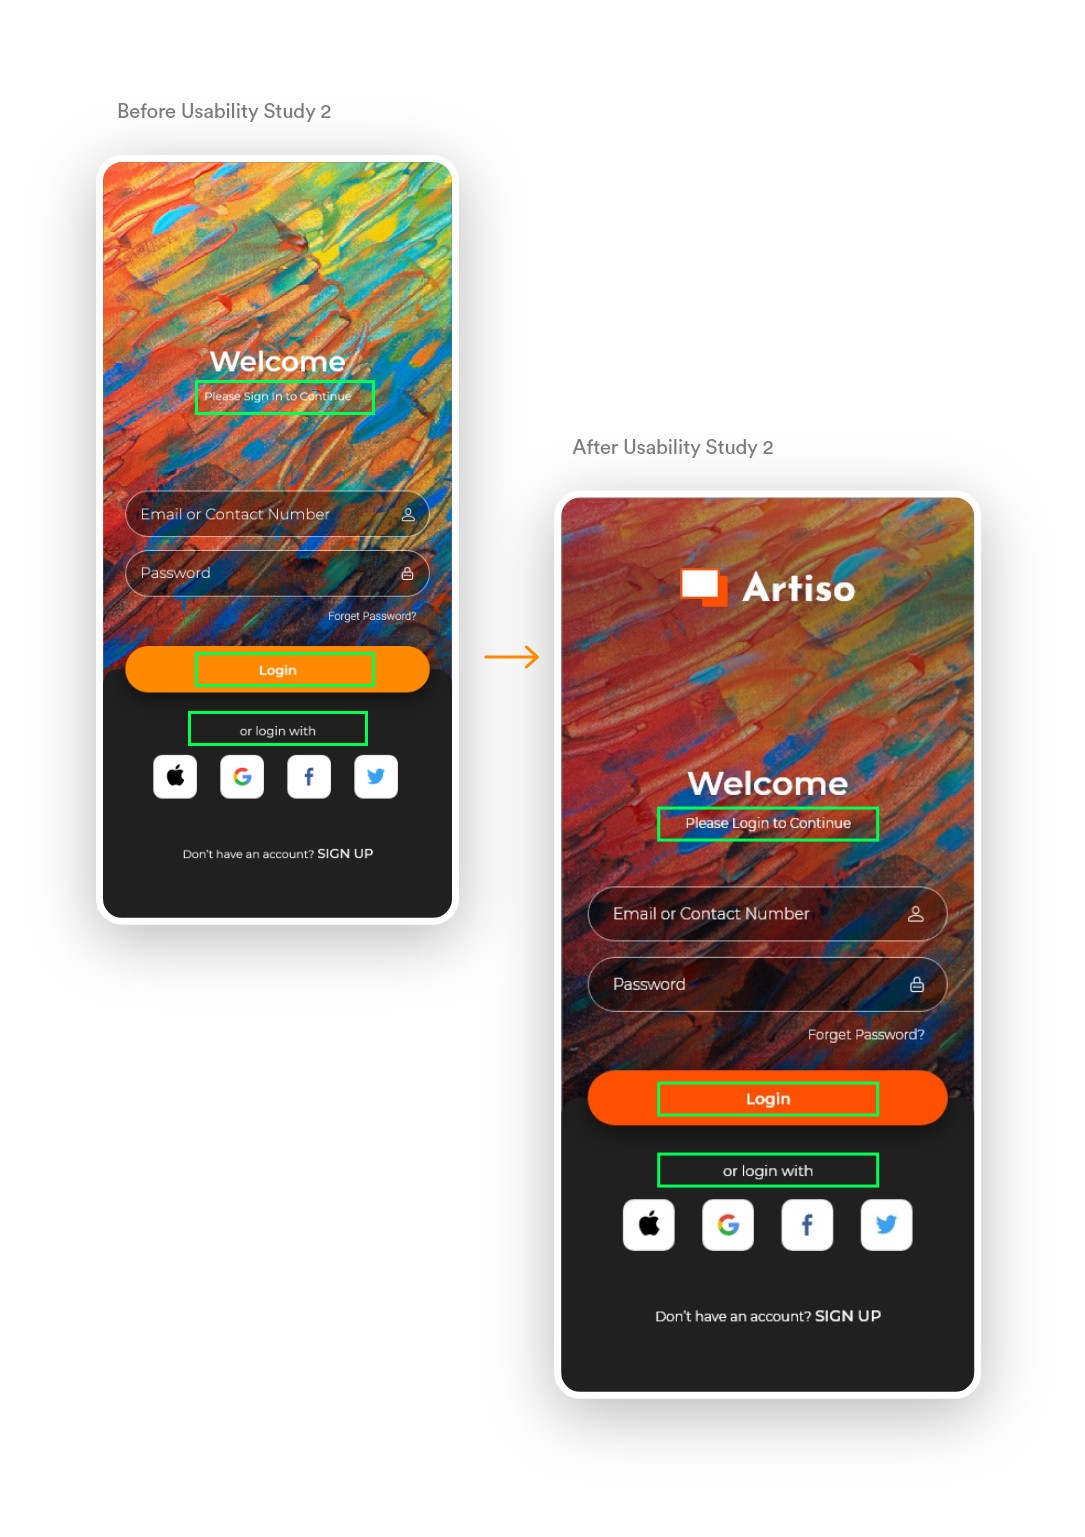 Before Usability Study 2
Welcome
Please Sign In to Continue
Email or Contact Number
Password
Forget Password?
Login
or login with
Don't have an account? SIGN UP
After Usability Study 2
Artiso
Welcome
Please Login to Continue
Email or Contact Number
Password
Forget Password?
Login
or login with
Don't have an account? SIGN UP